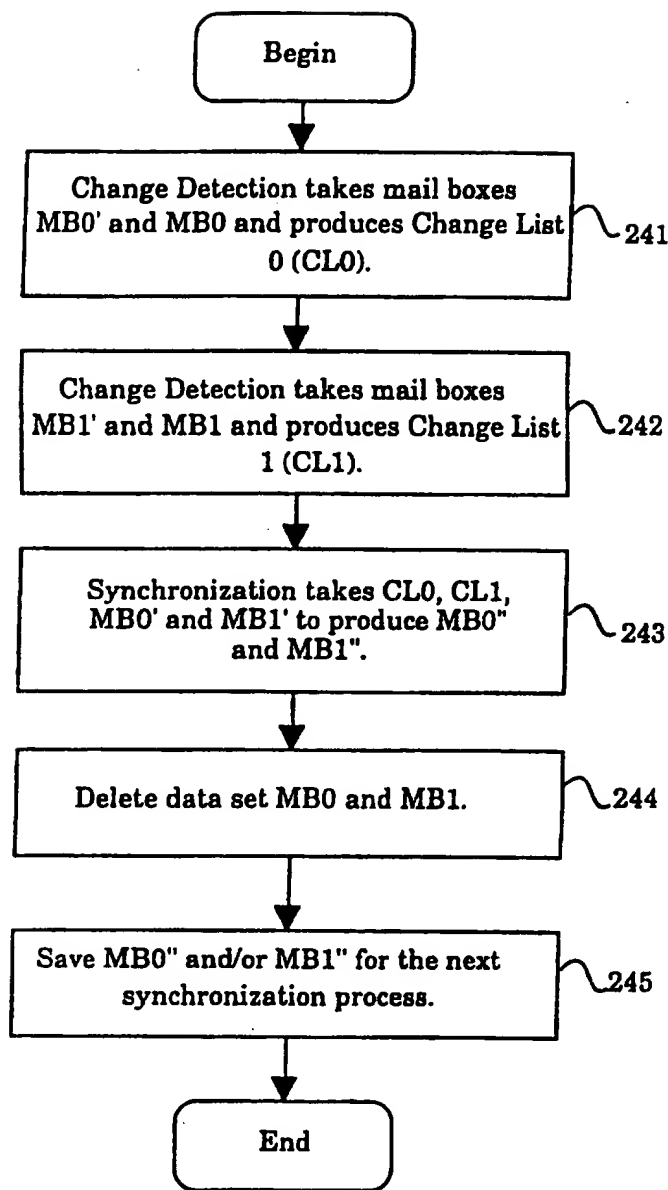 Begin
Change Detection takes mail boxes
MB0' and MB0 and produces Change List
0 (CL0).
241
Change Detection takes mail boxes
MB1' and MB1 and produces Change List
1 (CL1).
242
Synchronization takes CL0, CL1,
MB0' and MB1' to produce MB0"
and MB1".
243
Delete data set MB0 and MB1.
244
Save MB0" and/or MB1" for the next
synchronization process.
245
End